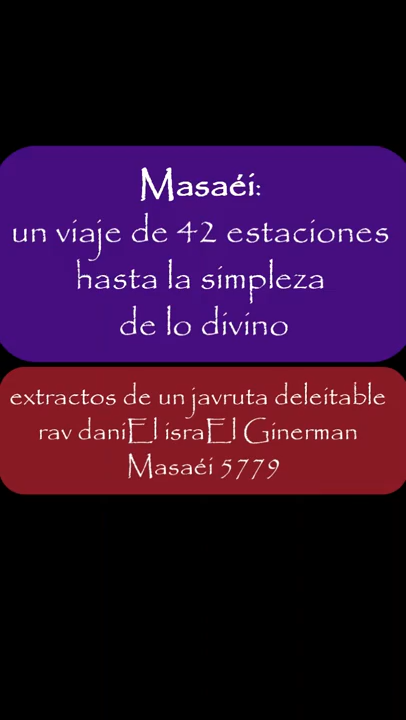 Masaéi:
un viaje de 42 estaciones
hasta la simpleza
de lo divino
extractos de un javruta deleitable
rav daniEl israEl Ginerman
Masaéi 5779